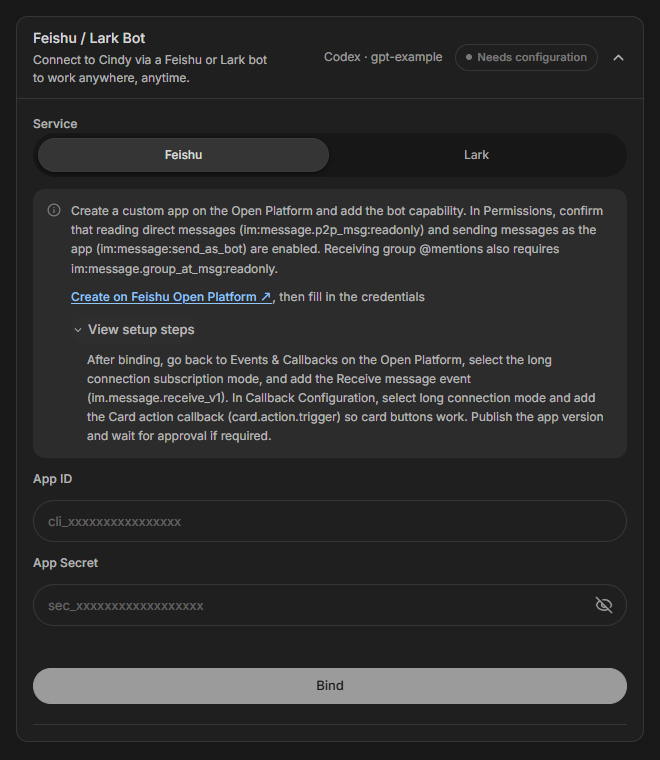 Feishu / Lark Bot
Connect to Cindy via a Feishu or Lark bot
to work anywhere, anytime.
Codex · gpt-example
Needs configuration
Service
Feishu
Lark
Create a custom app on the Open Platform and add the bot capability. In Permissions, confirm
that reading direct messages (im:message.p2p_msg:readonly) and sending messages as the
app (im:message:send_as_bot) are enabled. Receiving group @mentions also requires
im:message.group_at_msg:readonly.
Create on Feishu Open Platform ↗, then fill in the credentials
View setup steps
After binding, go back to Events & Callbacks on the Open Platform, select the long
connection subscription mode, and add the Receive message event
(im.message.receive_v1). In Callback Configuration, select long connection mode and add
the Card action callback (card.action.trigger) so card buttons work. Publish the app version
and wait for approval if required.
App ID
cli_xxxxxxxxxxxxxxxx
App Secret
sec_xxxxxxxxxxxxxxxxxx
Bind